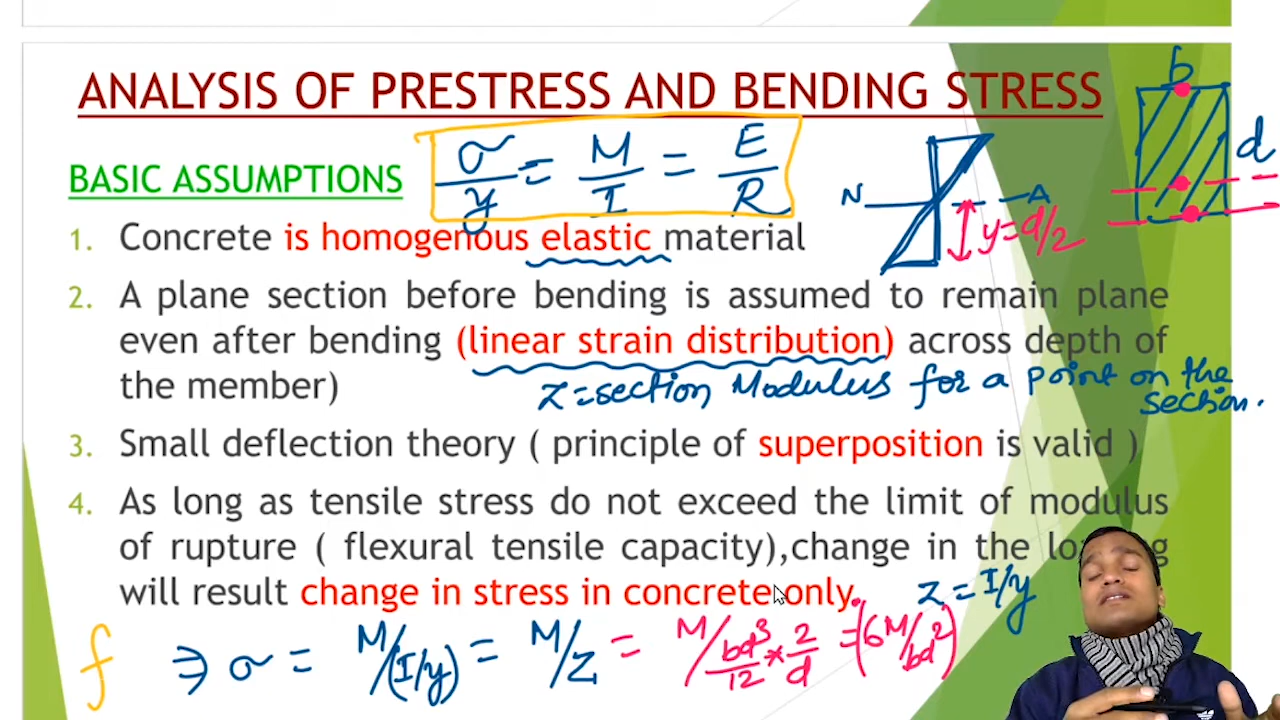 ANALYSIS OF PRESTRESS AND BENDING STRESS
b
d
BASIC ASSUMPTIONS
σ/y = M/I = E/R
N A
y=d/2
1. Concrete is homogenous elastic material
2. A plane section before bending is assumed to remain plane
even after bending (linear strain distribution) across depth of
the member)
z=section Modulus for a point on the
section.
3. Small deflection theory ( principle of superposition is valid )
4. As long as tensile stress do not exceed the limit of modulus
of rupture ( flexural tensile capacity),change in the
will result change in stress in concrete only.
z = I/y
f ⇒ σ = M/(I/y) = M/Z = M/bd³/12 * 2/d =(6M/bd²)